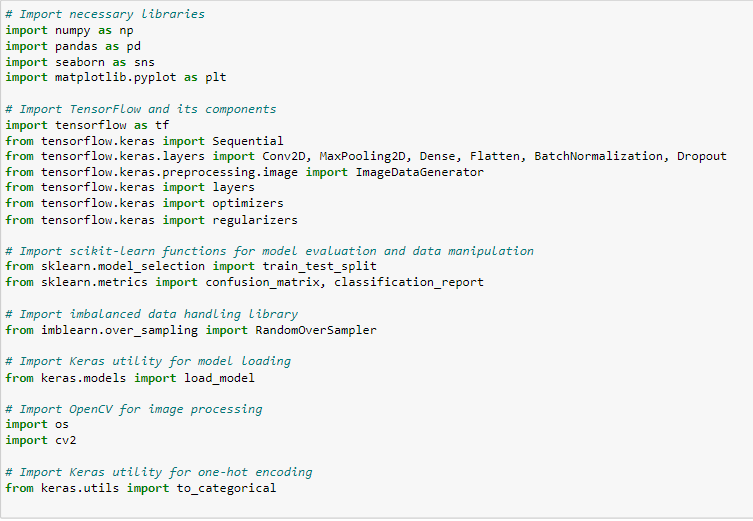 # Import necessary libraries
import numpy as np
import pandas as pd
import seaborn as sns
import matplotlib.pyplot as plt
# Import TensorFlow and its components
import tensorflow as tf
from tensorflow.keras import Sequential
from tensorflow.keras.layers import Conv2D, MaxPooling2D, Dense, Flatten, BatchNormalization, Dropout
from tensorflow.keras.preprocessing.image import ImageDataGenerator
from tensorflow.keras import layers
from tensorflow.keras import optimizers
from tensorflow.keras import regularizers
# Import scikit-learn functions for model evaluation and data manipulation
from sklearn.model_selection import train_test_split
from sklearn.metrics import confusion_matrix, classification_report
# Import imbalanced data handling library
from imblearn.over_sampling import RandomOverSampler
# Import Keras utility for model loading
from keras.models import load_model
# Import OpenCV for image processing
import os
import cv2
# Import Keras utility for one-hot encoding
from keras.utils import to_categorical